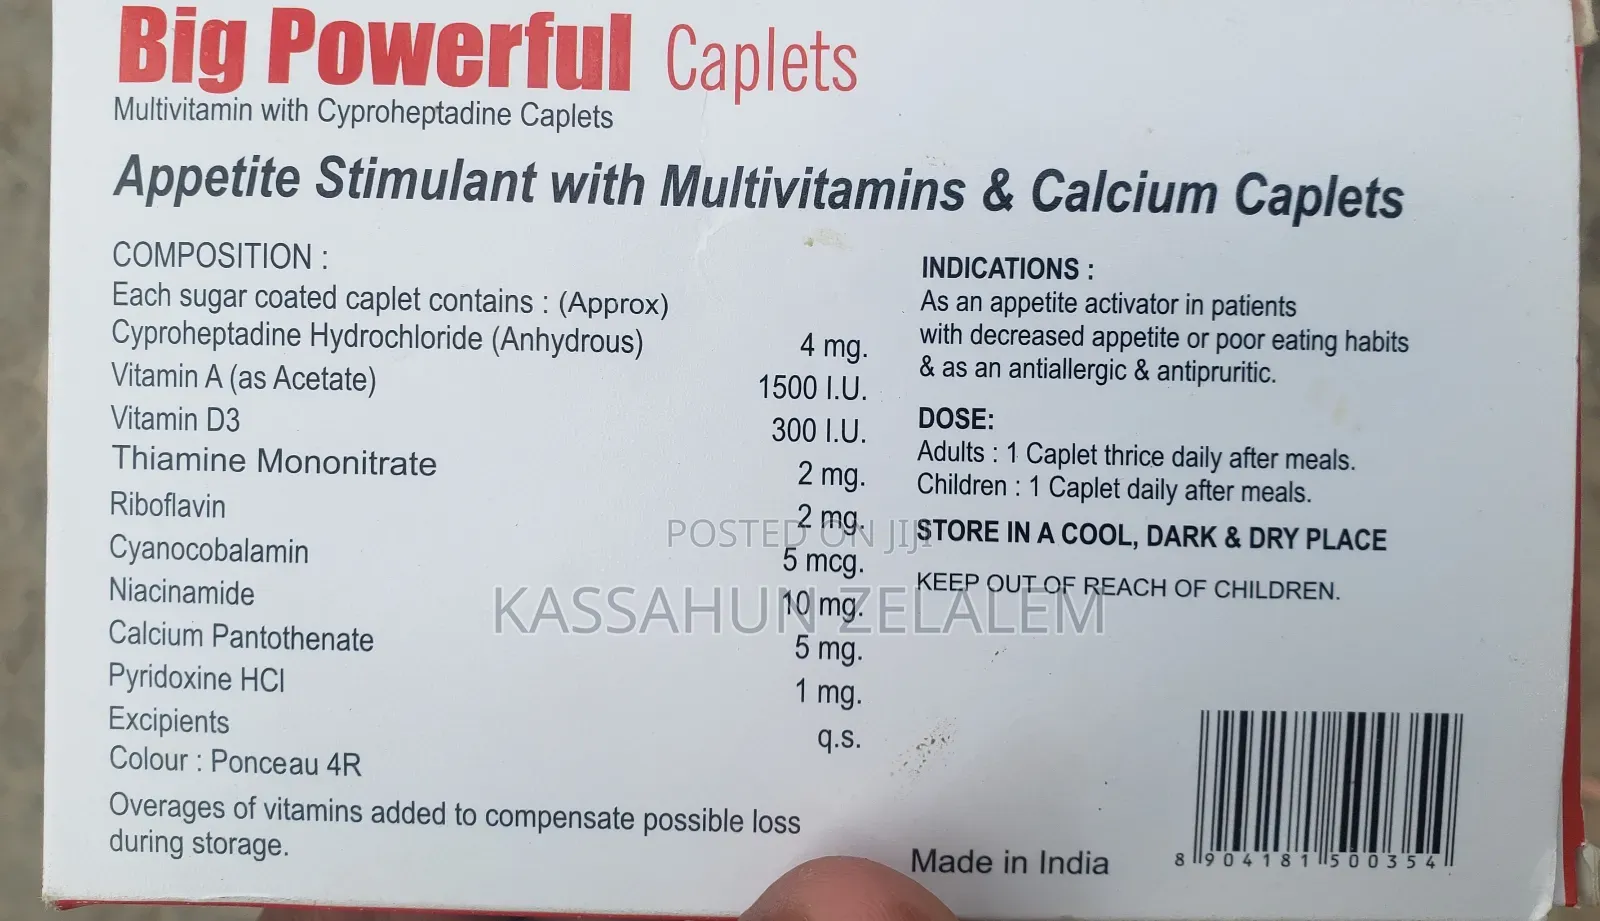 Big Powerful Caplets
Multivitamin with Cyproheptadine Caplets
Appetite Stimulant with Multivitamins & Calcium Caplets
COMPOSITION :
Each sugar coated caplet contains : (Approx)
Cyproheptadine Hydrochloride (Anhydrous) 4 mg.
Vitamin A (as Acetate) 1500 I.U.
Vitamin D3 300 I.U.
Thiamine Mononitrate 2 mg.
Riboflavin 2 mg.
Cyanocobalamin 5 mcg.
Niacinamide 10 mg.
Calcium Pantothenate 5 mg.
Pyridoxine HCl 1 mg.
Excipients q.s.
Colour : Ponceau 4R
Overages of vitamins added to compensate possible loss
during storage.
INDICATIONS :
As an appetite activator in patients
with decreased appetite or poor eating habits
& as an antiallergic & antipruritic.
DOSE:
Adults : 1 Caplet thrice daily after meals.
Children : 1 Caplet daily after meals.
STORE IN A COOL, DARK & DRY PLACE
KEEP OUT OF REACH OF CHILDREN.
POSTED ON JIJI
KASSAHUN ZELALEM
Made in India
8 904181 500354